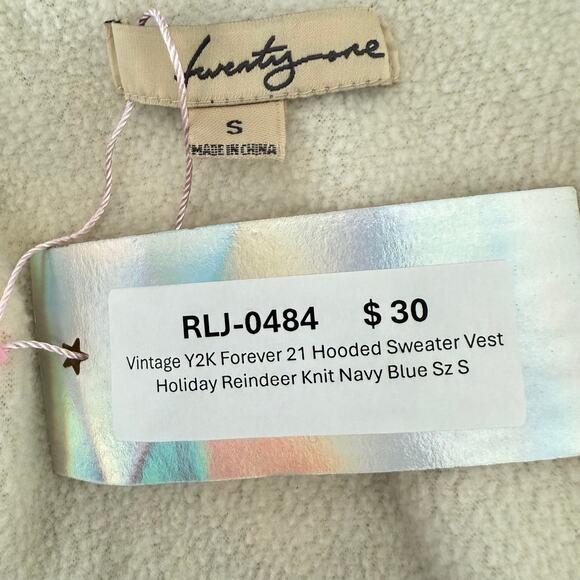 twenty-one
S
MADE IN CHINA
RLJ-0484 $ 30
Vintage Y2K Forever 21 Hooded Sweater Vest
Holiday Reindeer Knit Navy Blue Sz S